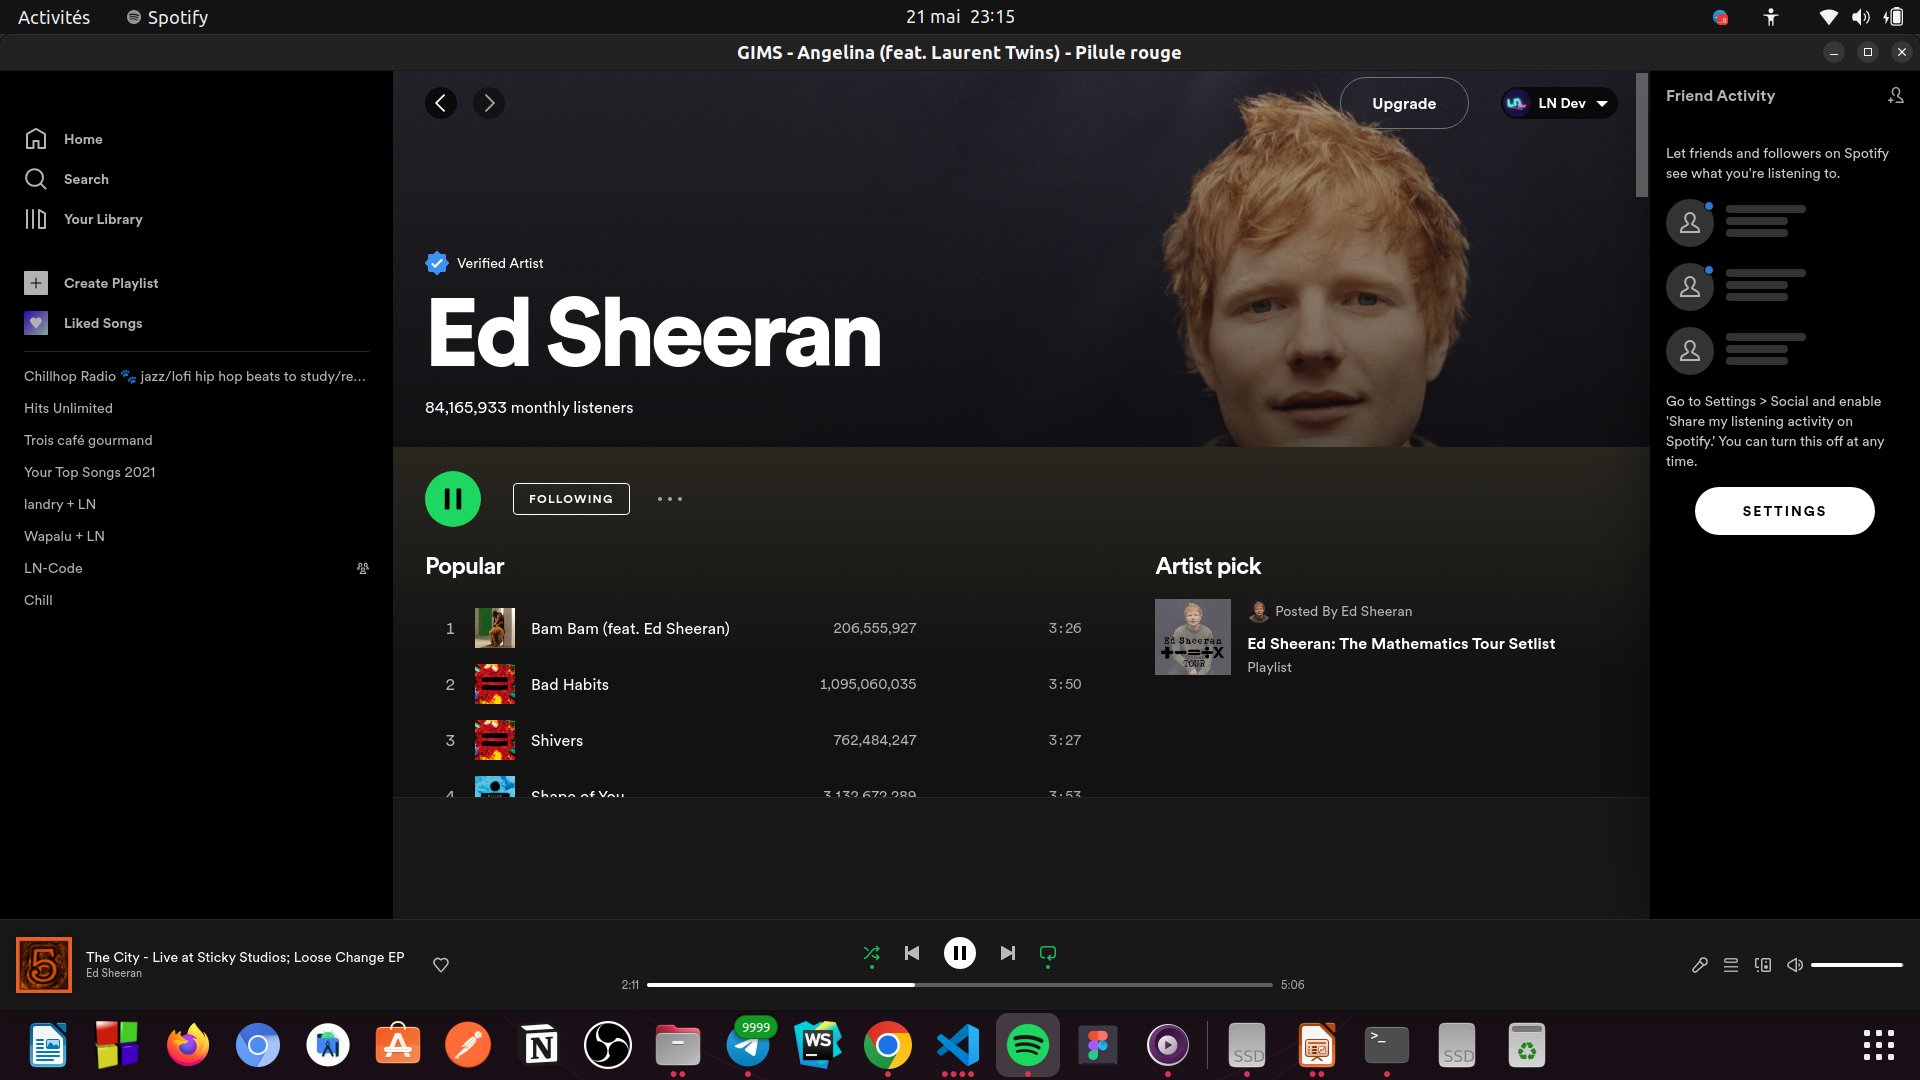 Activités
Spotify
21 mai 23:15
GIMS - Angelina (feat. Laurent Twins) - Pilule rouge
Home
Search
Your Library
Create Playlist
Liked Songs
Chillhop Radio 🐾 jazz/lofi hip hop beats to study/re...
Hits Unlimited
Trois café gourmand
Your Top Songs 2021
landry + LN
Wapalu + LN
LN-Code
Chill
Upgrade
LN Dev
Verified Artist
Ed Sheeran
84,165,933 monthly listeners
FOLLOWING
Popular
1 Bam Bam (feat. Ed Sheeran) 206,555,927 3:26
2 Bad Habits 1,095,060,035 3:50
3 Shivers 762,484,247 3:27
4 Shape of You 3,132,672,289 3:53
Artist pick
Posted By Ed Sheeran
Ed Sheeran: The Mathematics Tour Setlist
Playlist
Ed Sheeran
+-=÷x
TOUR
Friend Activity
Let friends and followers on Spotify
see what you're listening to.
Go to Settings > Social and enable
'Share my listening activity on
Spotify.' You can turn this off at any
time.
SETTINGS
5
The City - Live at Sticky Studios; Loose Change EP
Ed Sheeran
2:11
5:06
9999
WS
N
>_
SSD
SSD